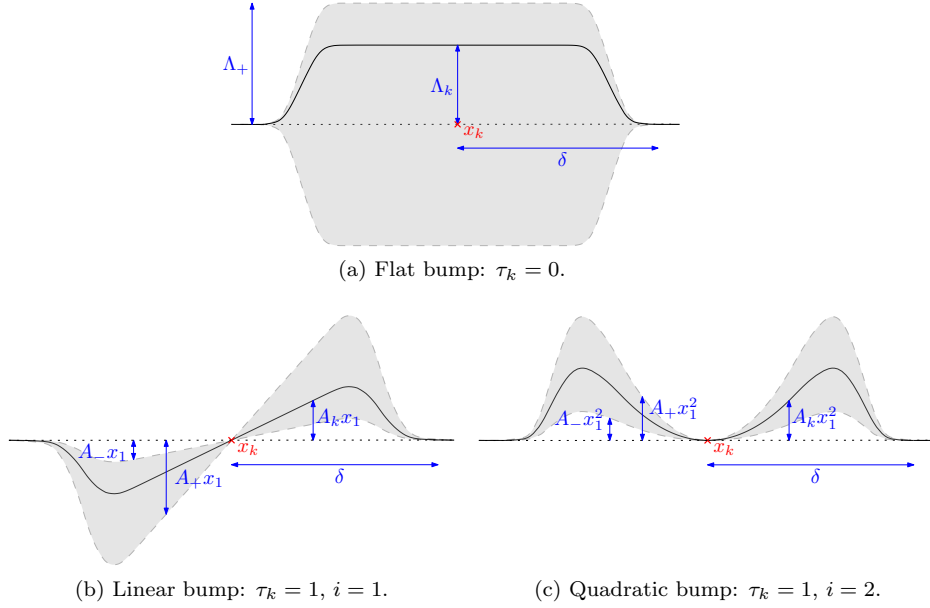 Λ₊
Λₖ
xₖ
δ
(a) Flat bump: τₖ = 0.
A₋x₁
A₊x₁
Aₖx₁
xₖ
δ
(b) Linear bump: τₖ = 1, i = 1.
A₋x₁²
A₊x₁²
Aₖx₁²
xₖ
δ
(c) Quadratic bump: τₖ = 1, i = 2.